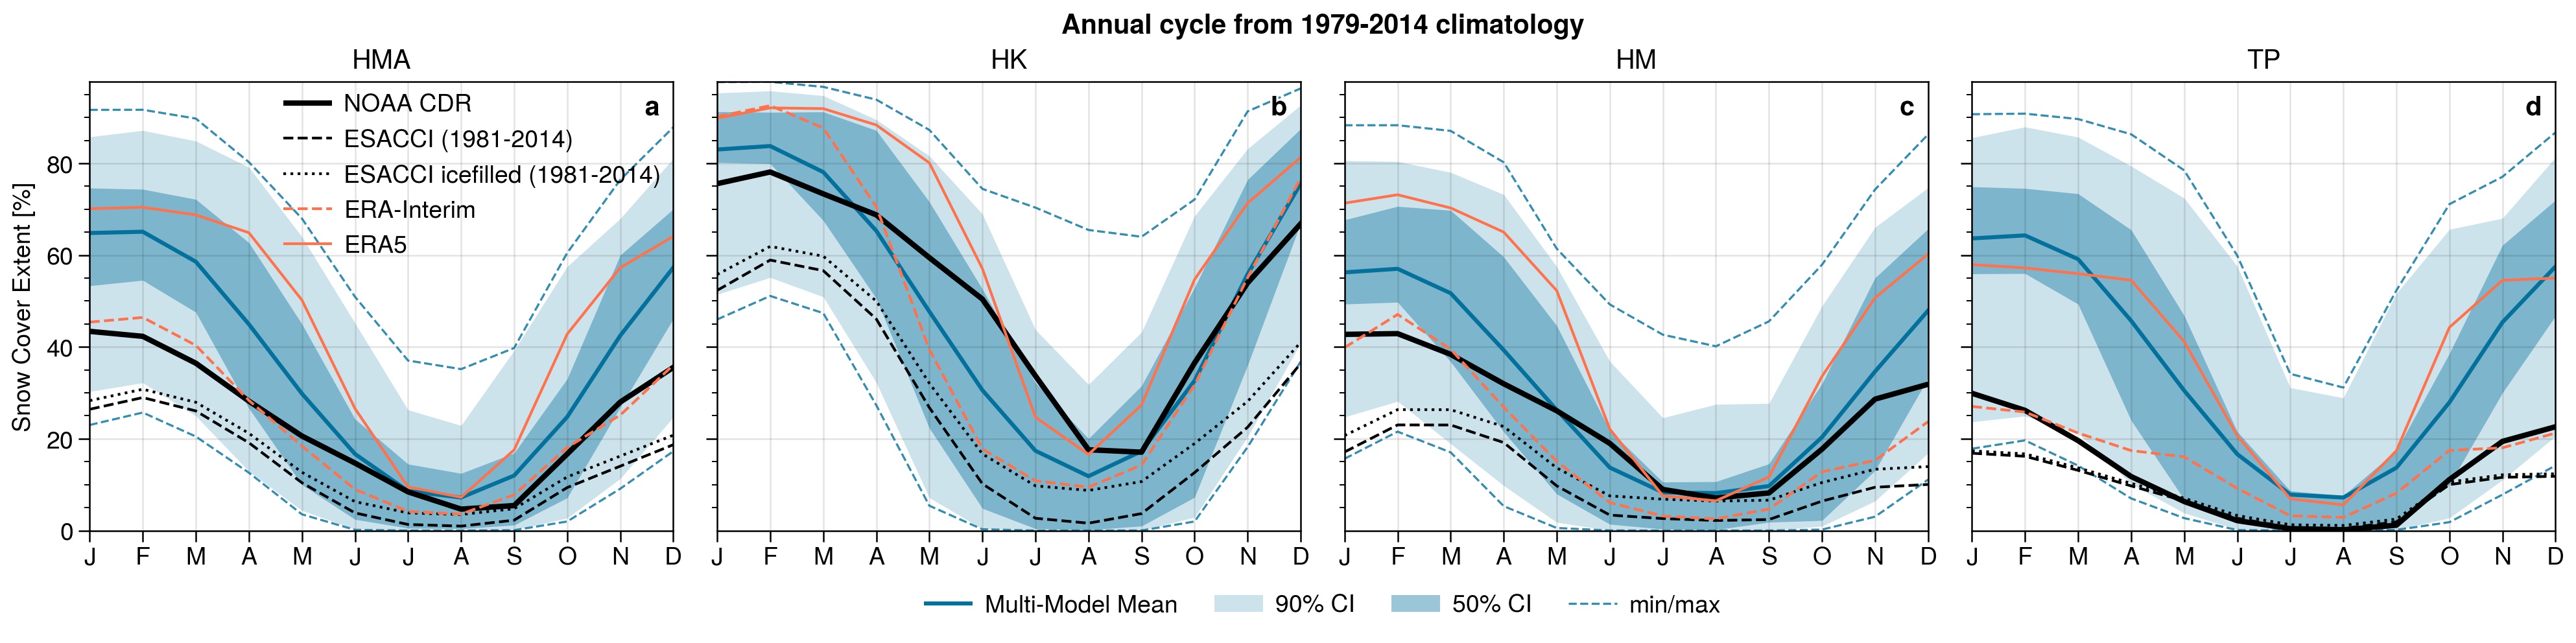 Annual cycle from 1979-2014 climatology
HMA
HK
HM
TP
Snow Cover Extent [%]
80
60
40
20
0
NOAA CDR
ESACCI (1981-2014)
ESACCI icefilled (1981-2014)
ERA-Interim
ERA5
a
b
c
d
J F M A M J J A S O N D
J F M A M J J A S O N D
J F M A M J J A S O N D
J F M A M J J A S O N D
Multi-Model Mean 90% CI 50% CI min/max